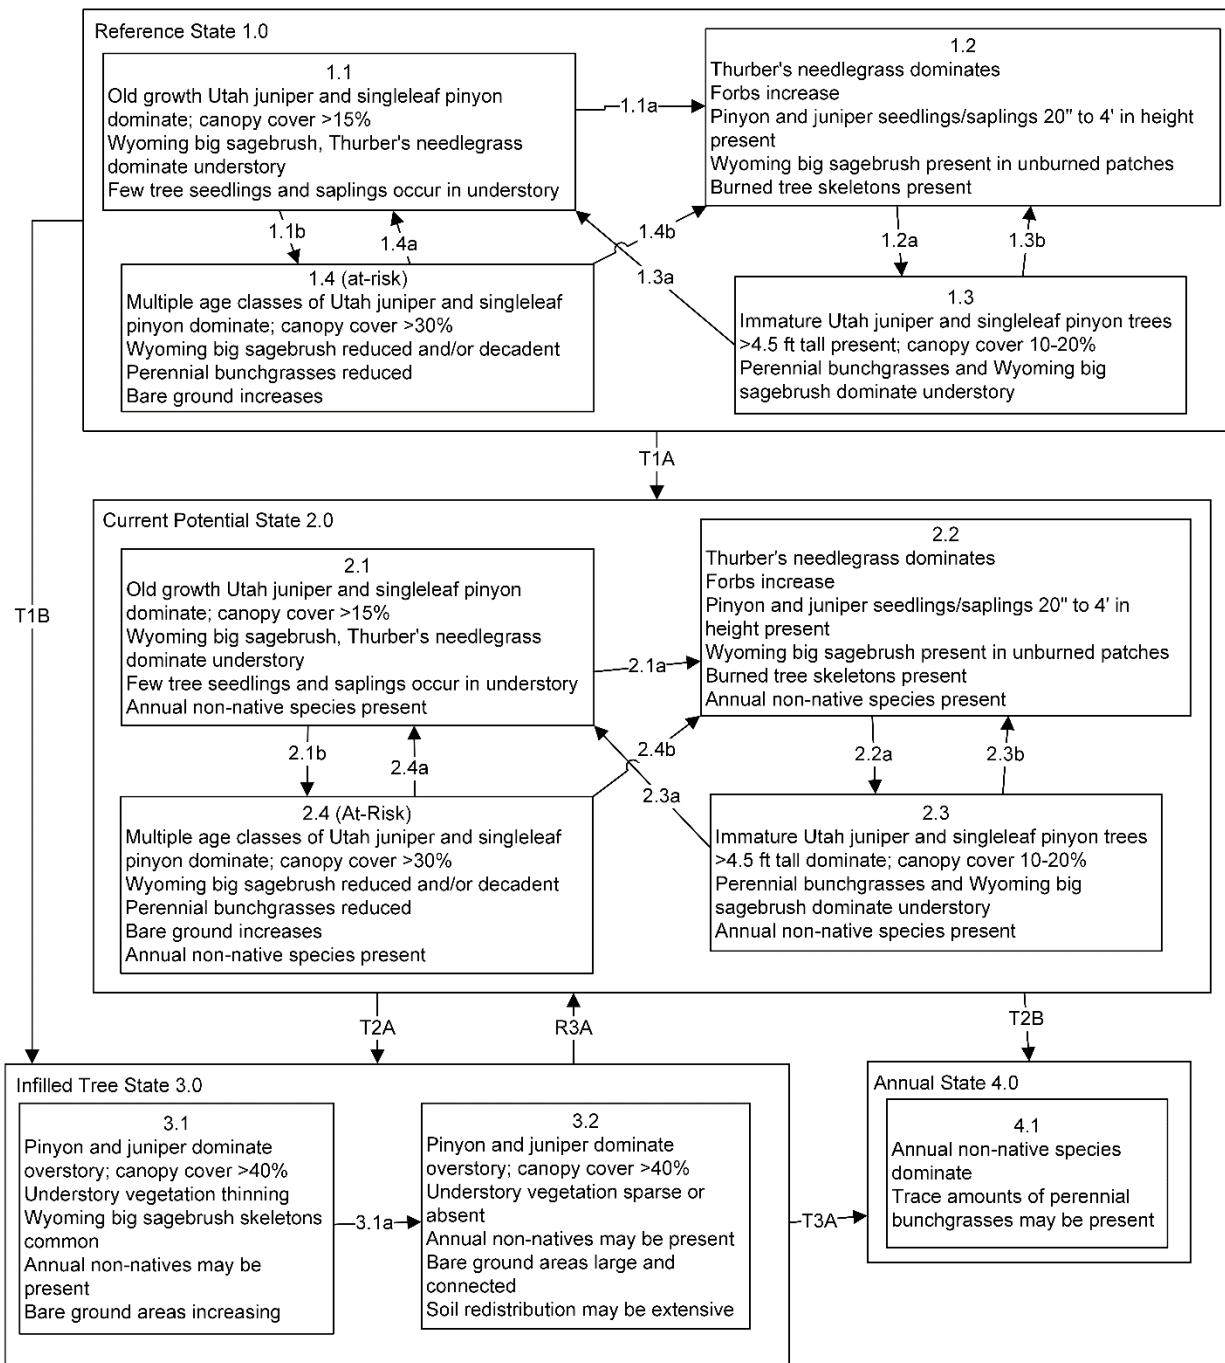 Reference State 1.0
1.1
Old growth Utah juniper and singleleaf pinyon
dominate; canopy cover >15%
Wyoming big sagebrush, Thurber's needlegrass
dominate understory
Few tree seedlings and saplings occur in understory
1.1a
1.2
Thurber's needlegrass dominates
Forbs increase
Pinyon and juniper seedlings/saplings 20" to 4' in height
present
Wyoming big sagebrush present in unburned patches
Burned tree skeletons present
1.1b
1.4a
1.4b
1.3a
1.2a
1.3b
1.4 (at-risk)
Multiple age classes of Utah juniper and singleleaf
pinyon dominate; canopy cover >30%
Wyoming big sagebrush reduced and/or decadent
Perennial bunchgrasses reduced
Bare ground increases
1.3
Immature Utah juniper and singleleaf pinyon trees
>4.5 ft tall present; canopy cover 10-20%
Perennial bunchgrasses and Wyoming big
sagebrush dominate understory
T1A
T1B
Current Potential State 2.0
2.1
Old growth Utah juniper and singleleaf pinyon
dominate; canopy cover >15%
Wyoming big sagebrush, Thurber's needlegrass
dominate understory
Few tree seedlings and saplings occur in understory
Annual non-native species present
2.1a
2.2
Thurber's needlegrass dominates
Forbs increase
Pinyon and juniper seedlings/saplings 20" to 4' in
height present
Wyoming big sagebrush present in unburned patches
Burned tree skeletons present
Annual non-native species present
2.1b
2.4a
2.4b
2.3a
2.2a
2.3b
2.4 (At-Risk)
Multiple age classes of Utah juniper and singleleaf
pinyon dominate; canopy cover >30%
Wyoming big sagebrush reduced and/or decadent
Perennial bunchgrasses reduced
Bare ground increases
Annual non-native species present
2.3
Immature Utah juniper and singleleaf pinyon trees
>4.5 ft tall dominate; canopy cover 10-20%
Perennial bunchgrasses and Wyoming big
sagebrush dominate understory
Annual non-native species present
T2A
R3A
T2B
Infilled Tree State 3.0
3.1
Pinyon and juniper dominate
overstory; canopy cover >40%
Understory vegetation thinning
Wyoming big sagebrush skeletons
common
Annual non-natives may be
present
Bare ground areas increasing
3.1a
3.2
Pinyon and juniper dominate
overstory; canopy cover >40%
Understory vegetation sparse or
absent
Annual non-natives may be present
Bare ground areas large and
connected
Soil redistribution may be extensive
T3A
Annual State 4.0
4.1
Annual non-native species
dominate
Trace amounts of perennial
bunchgrasses may be present